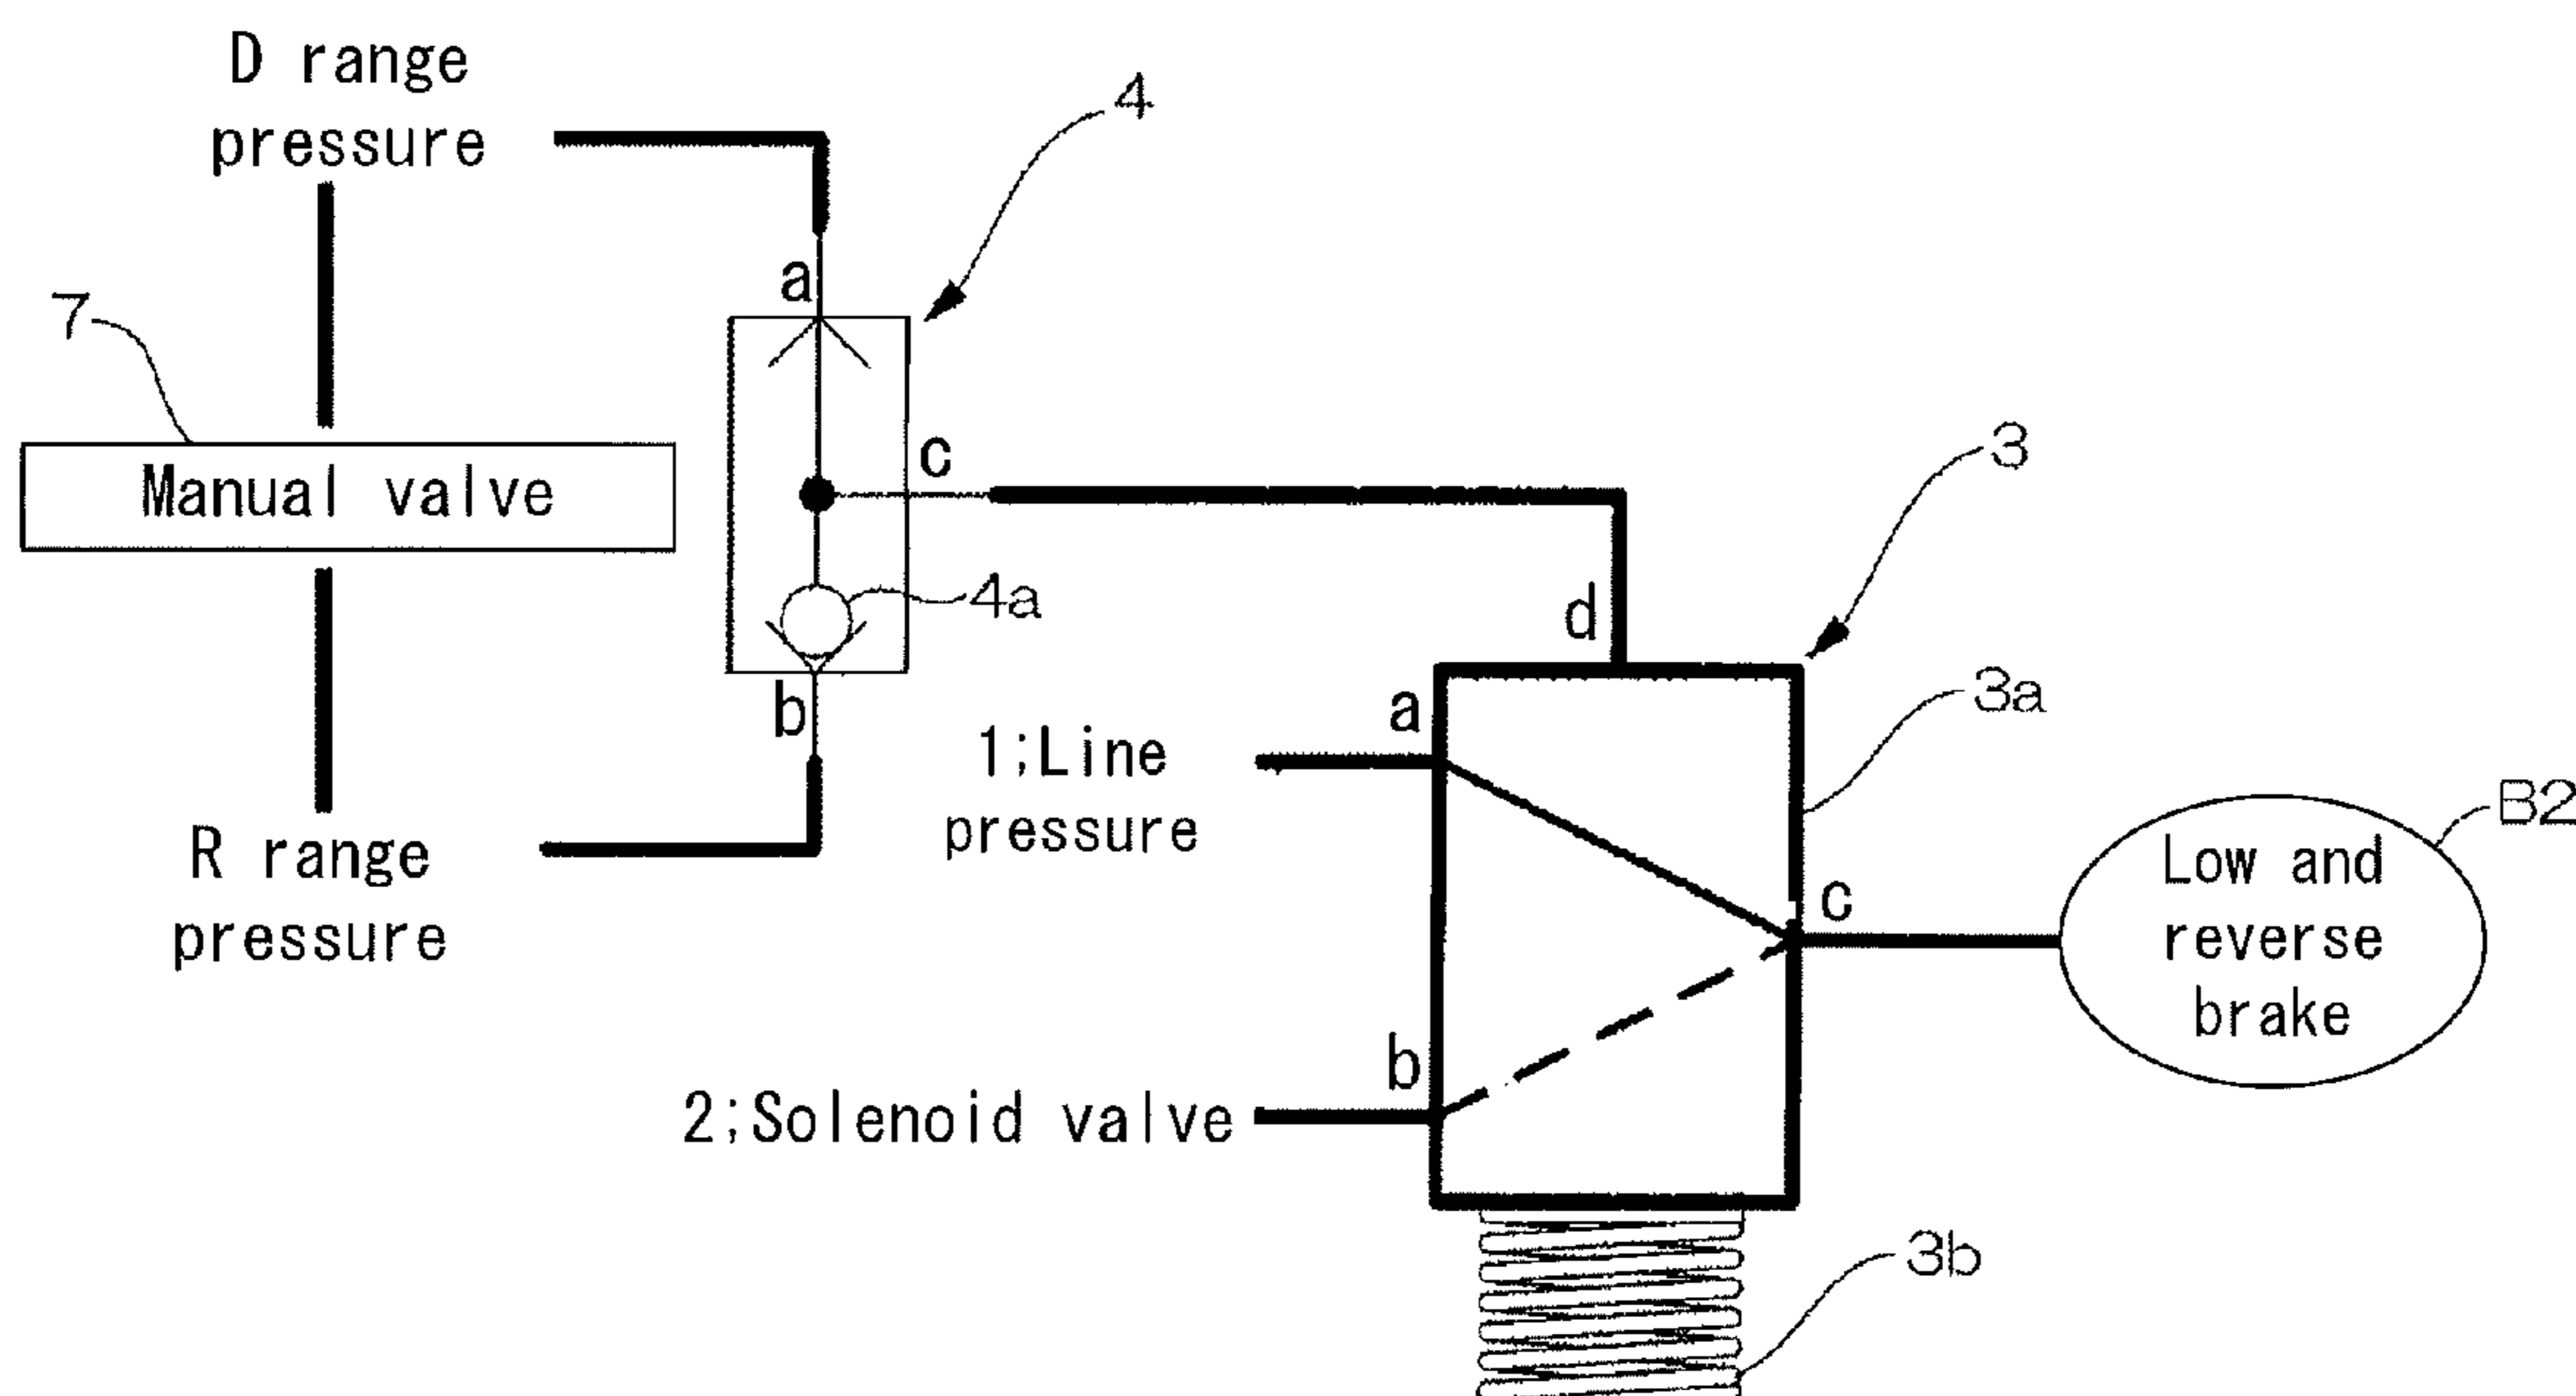 D range
pressure
4
a
7
Manual valve
c
3
4a
d
b
3a
a
1;Line
pressure
B2
R range
pressure
c
Low and
reverse
brake
b
2;Solenoid valve
3b